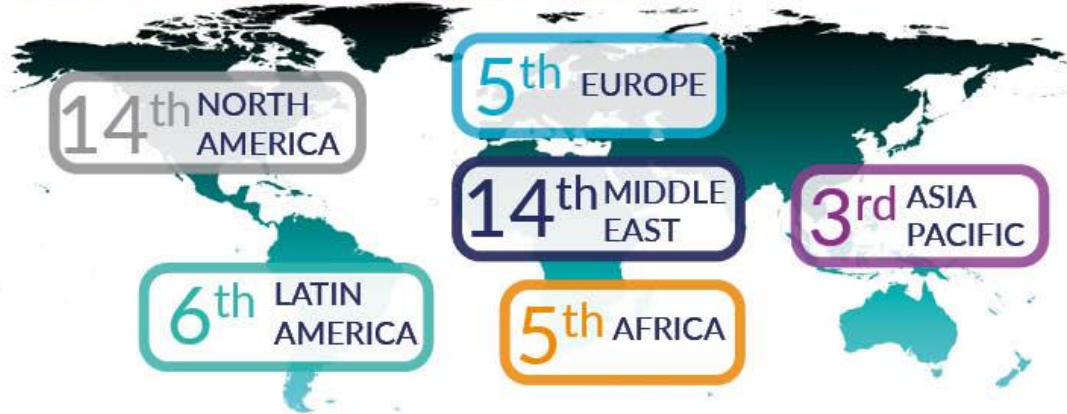 14th NORTH
AMERICA
5th EUROPE
14th MIDDLE
EAST
3rd ASIA
PACIFIC
6th LATIN
AMERICA
5th AFRICA